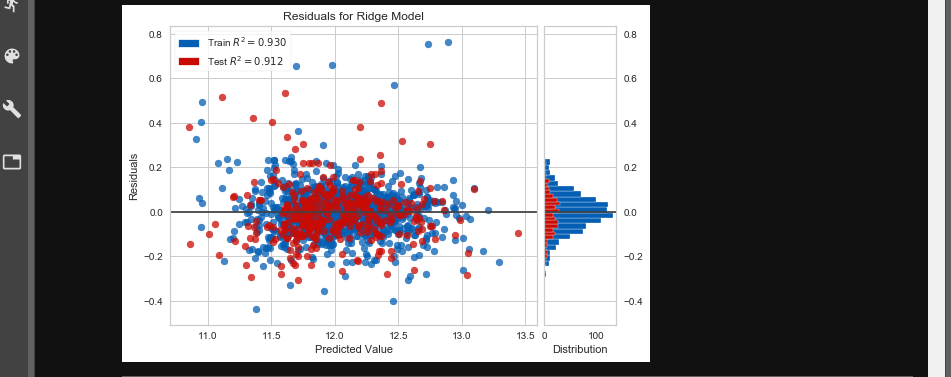 Residuals for Ridge Model
Train R² = 0.930
Test R² = 0.912
Residuals
0.8
0.6
0.4
0.2
0.0
−0.2
−0.4
11.0 11.5 12.0 12.5 13.0 13.5
Predicted Value
0.8
0.6
0.4
0.2
0.0
−0.2
−0.4
0 100
Distribution